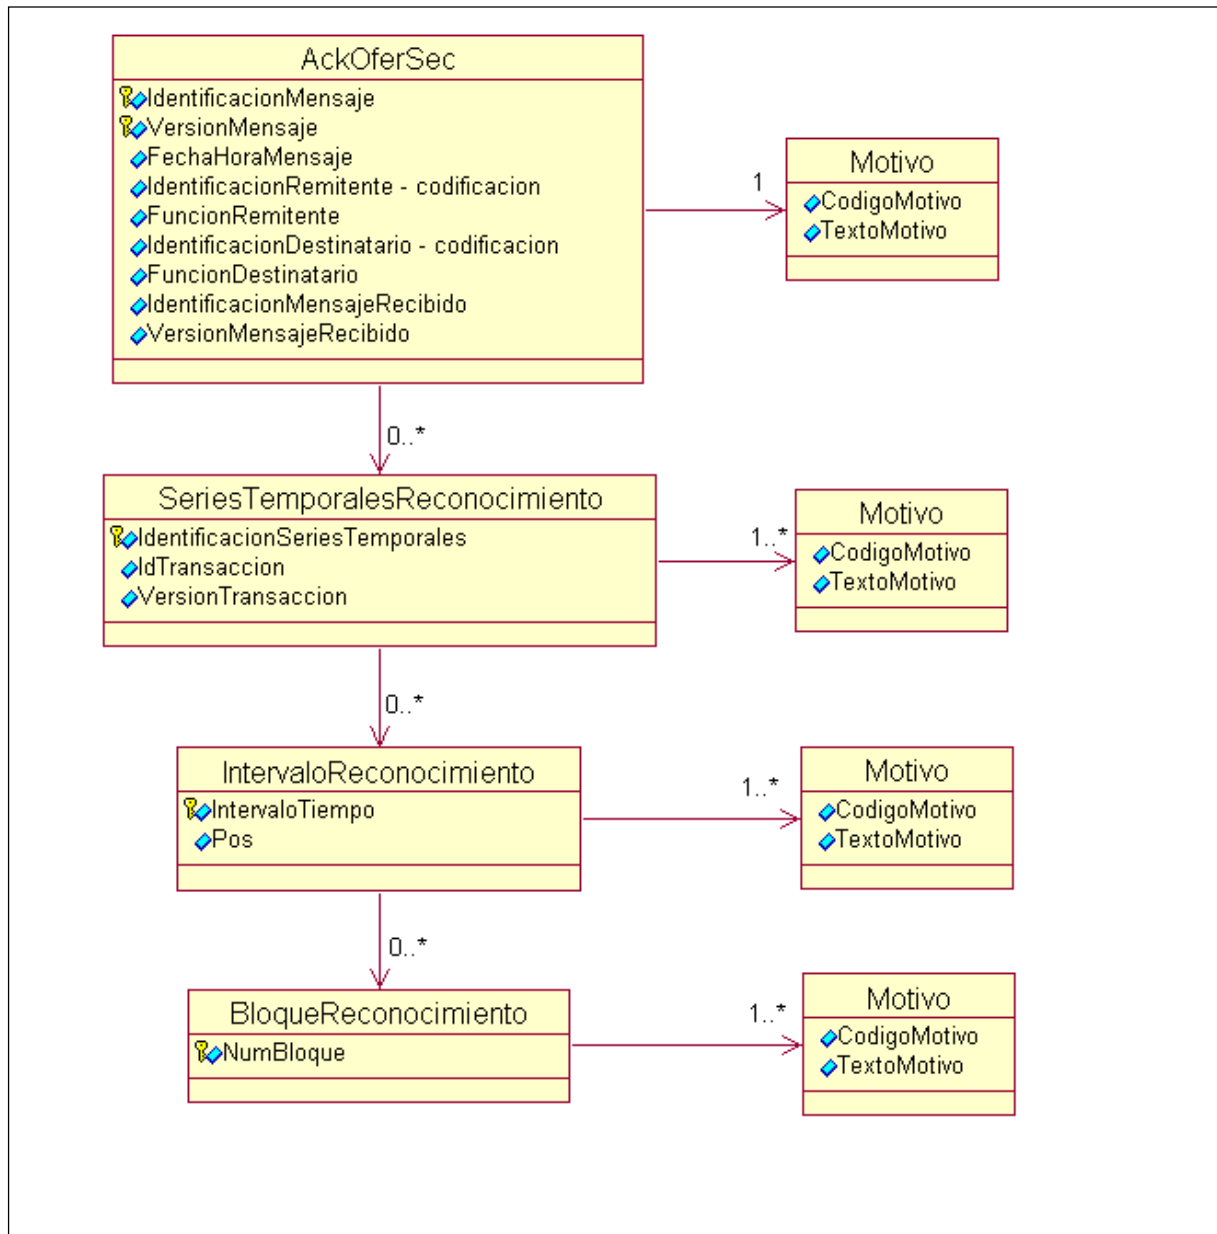 AckOferSec
IdentificacionMensaje
VersionMensaje
FechaHoraMensaje
IdentificacionRemitente - codificacion
FuncionRemitente
IdentificacionDestinatario - codificacion
FuncionDestinatario
IdentificacionMensajeRecibido
VersionMensajeRecibido
1
Motivo
CodigoMotivo
TextoMotivo
0..*
SeriesTemporalesReconocimiento
IdentificacionSeriesTemporales
IdTransaccion
VersionTransaccion
1..*
Motivo
CodigoMotivo
TextoMotivo
0..*
IntervaloReconocimiento
IntervaloTiempo
Pos
1..*
Motivo
CodigoMotivo
TextoMotivo
0..*
BloqueReconocimiento
NumBloque
1..*
Motivo
CodigoMotivo
TextoMotivo